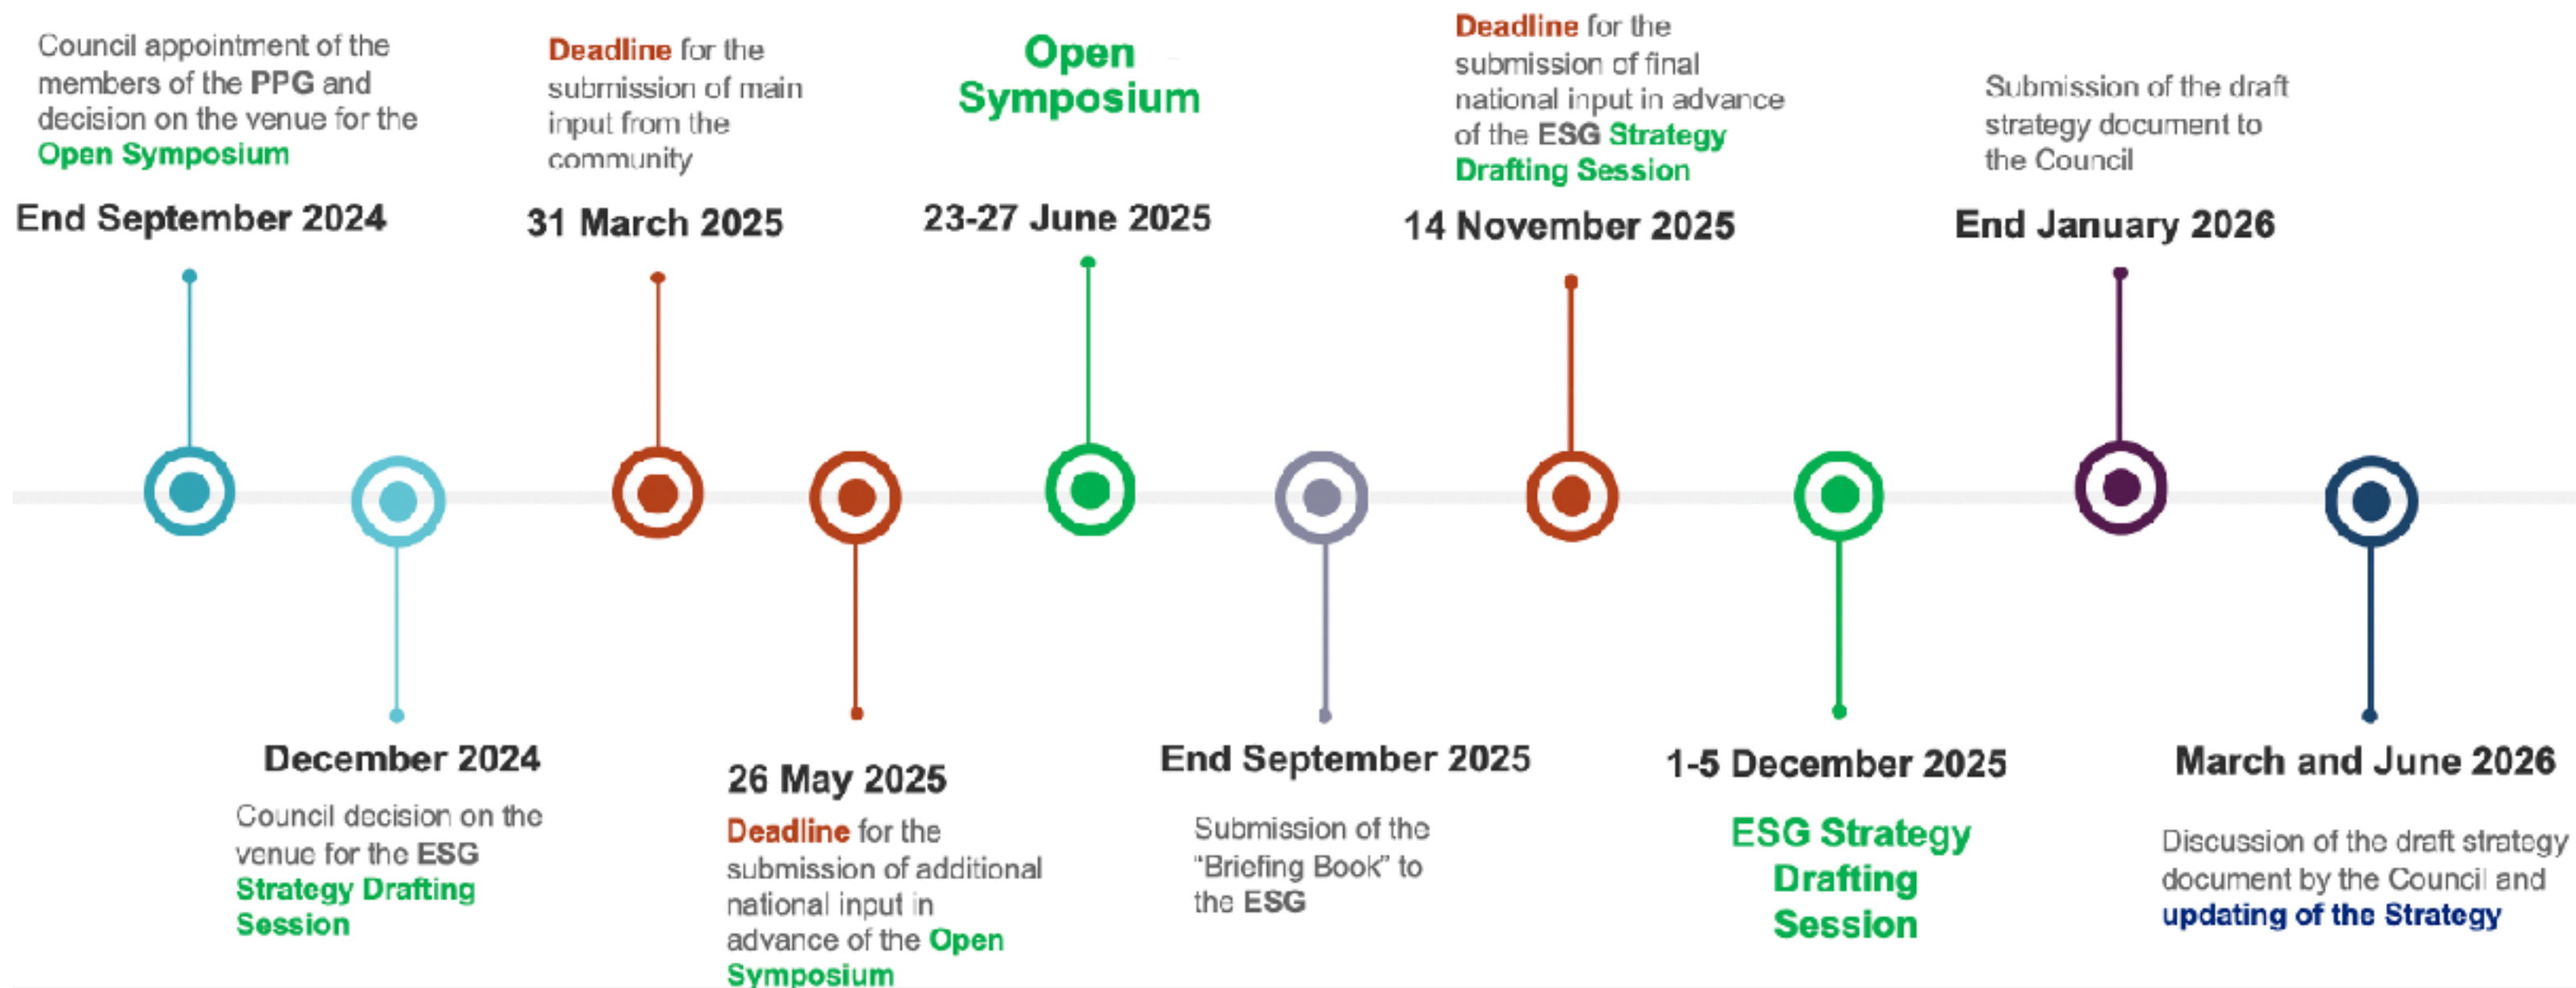 Council appointment of the
members of the PPG and
decision on the venue for the
Open Symposium
End September 2024
December 2024
Council decision on the
venue for the ESG
Strategy Drafting
Session
Deadline for the
submission of main
input from the
community
31 March 2025
26 May 2025
Deadline for the
submission of additional
national input in
advance of the Open
Symposium
Open
Symposium
23-27 June 2025
End September 2025
Submission of the
“Briefing Book” to
the ESG
Deadline for the
submission of final
national input in advance
of the ESG Strategy
Drafting Session
14 November 2025
1-5 December 2025
ESG Strategy
Drafting
Session
Submission of the draft
strategy document to
the Council
End January 2026
March and June 2026
Discussion of the draft strategy
document by the Council and
updating of the Strategy